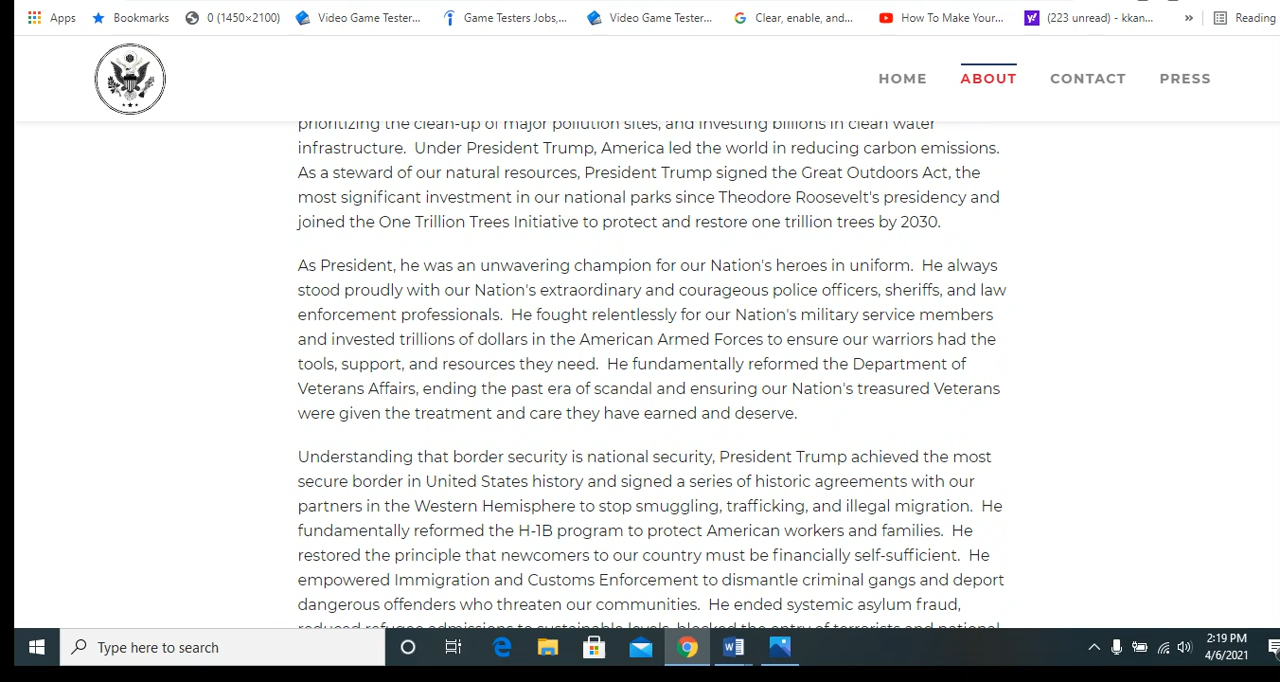 Apps Bookmarks 0 (1450×2100) Video Game Tester... Game Testers Jobs,... Video Game Tester... Clear, enable, and... How To Make Your... (223 unread) - kkan... » Reading
HOME ABOUT CONTACT PRESS
prioritizing the clean-up of major pollution sites, and investing billions in clean water
infrastructure. Under President Trump, America led the world in reducing carbon emissions.
As a steward of our natural resources, President Trump signed the Great Outdoors Act, the
most significant investment in our national parks since Theodore Roosevelt's presidency and
joined the One Trillion Trees Initiative to protect and restore one trillion trees by 2030.
As President, he was an unwavering champion for our Nation's heroes in uniform. He always
stood proudly with our Nation's extraordinary and courageous police officers, sheriffs, and law
enforcement professionals. He fought relentlessly for our Nation's military service members
and invested trillions of dollars in the American Armed Forces to ensure our warriors had the
tools, support, and resources they need. He fundamentally reformed the Department of
Veterans Affairs, ending the past era of scandal and ensuring our Nation's treasured Veterans
were given the treatment and care they have earned and deserve.
Understanding that border security is national security, President Trump achieved the most
secure border in United States history and signed a series of historic agreements with our
partners in the Western Hemisphere to stop smuggling, trafficking, and illegal migration. He
fundamentally reformed the H-1B program to protect American workers and families. He
restored the principle that newcomers to our country must be financially self-sufficient. He
empowered Immigration and Customs Enforcement to dismantle criminal gangs and deport
dangerous offenders who threaten our communities. He ended systemic asylum fraud,
reduced refugee admissions to sustainable levels, blocked the entry of terrorists and national
Type here to search
2:19 PM
4/6/2021